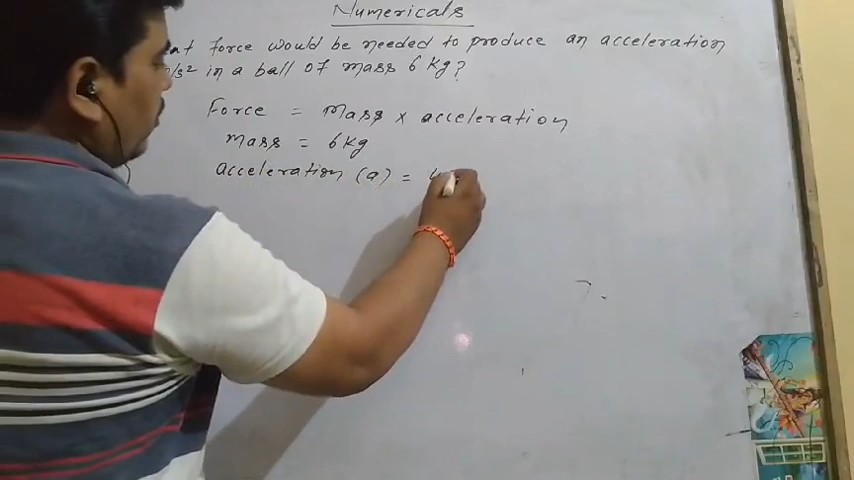 Numericals
at force would be needed to produce an acceleration
/s² in a ball of mass 6 Kg?
Force = mass x acceleration
mass = 6 Kg
Acceleration (a) = 4